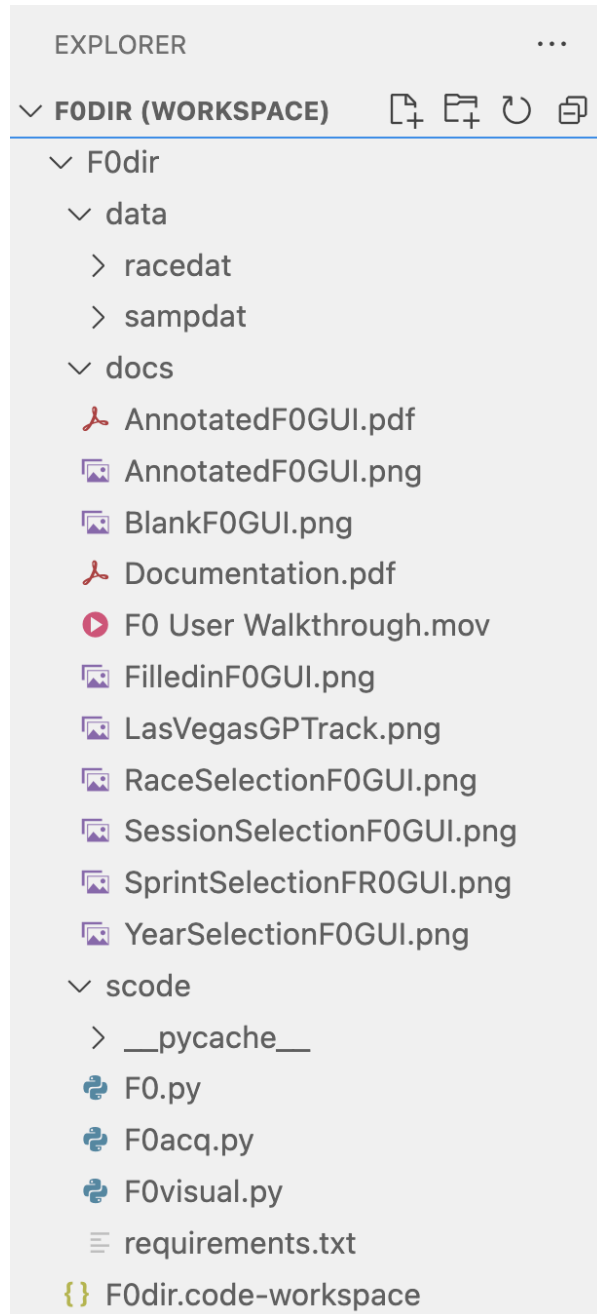 EXPLORER ...
F0DIR (WORKSPACE)
F0dir
data
racedat
sampdat
docs
AnnotatedF0GUI.pdf
AnnotatedF0GUI.png
BlankF0GUI.png
Documentation.pdf
F0 User Walkthrough.mov
FilledinF0GUI.png
LasVegasGPTrack.png
RaceSelectionF0GUI.png
SessionSelectionF0GUI.png
SprintSelectionFR0GUI.png
YearSelectionF0GUI.png
scode
__pycache__
F0.py
F0acq.py
F0visual.py
requirements.txt
{} F0dir.code-workspace